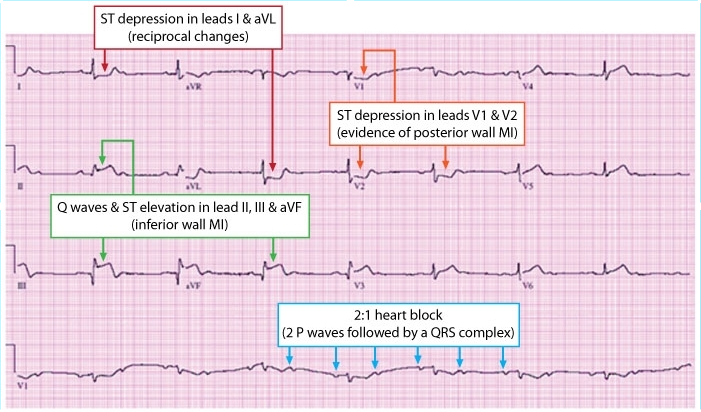 ST depression in leads I & aVL
(reciprocal changes)
I
aVR
V1
V4
ST depression in leads V1 & V2
(evidence of posterior wall MI)
II
aVL
V2
V5
Q waves & ST elevation in lead II, III & aVF
(inferior wall MI)
III
aVF
V3
V6
2:1 heart block
(2 P waves followed by a QRS complex)
V1